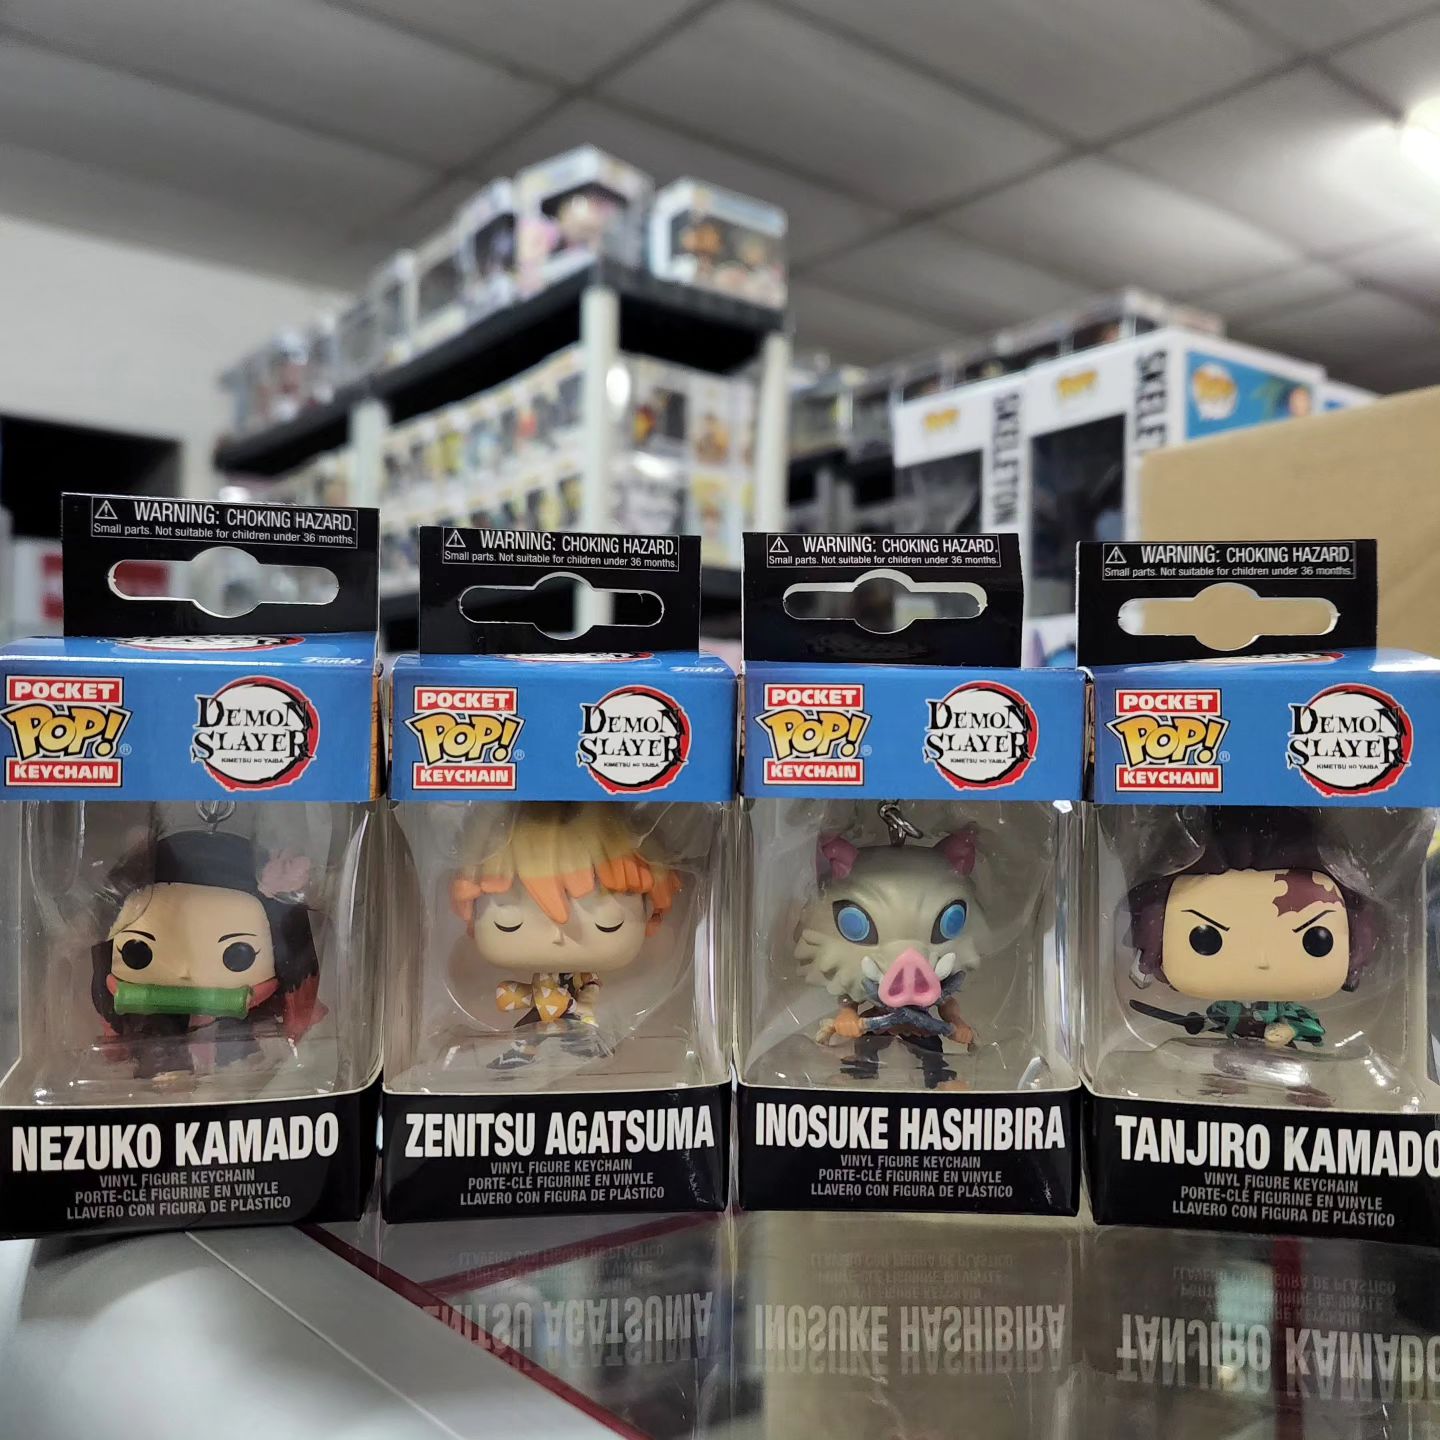 WARNING: CHOKING HAZARD.
Small parts. Not suitable for children under 36 months.
Funko
POCKET
POP!®
KEYCHAIN
DEMON
SLAYER
KIMETSU NO YAIBA
NEZUKO KAMADO
VINYL FIGURE KEYCHAIN
PORTE-CLÉ FIGURINE EN VINYLE
LLAVERO CON FIGURA DE PLÁSTICO
WARNING: CHOKING HAZARD.
Small parts. Not suitable for children under 36 months.
Funko
POCKET
POP!®
KEYCHAIN
DEMON
SLAYER
KIMETSU NO YAIBA
ZENITSU AGATSUMA
VINYL FIGURE KEYCHAIN
PORTE-CLÉ FIGURINE EN VINYLE
LLAVERO CON FIGURA DE PLÁSTICO
WARNING: CHOKING HAZARD.
Small parts. Not suitable for children under 36 months.
POCKET
POP!®
KEYCHAIN
DEMON
SLAYER
KIMETSU NO YAIBA
INOSUKE HASHIBIRA
VINYL FIGURE KEYCHAIN
PORTE-CLÉ FIGURINE EN VINYLE
LLAVERO CON FIGURA DE PLÁSTICO
WARNING: CHOKING HAZARD.
Small parts. Not suitable for children under 36 months.
POCKET
POP!®
KEYCHAIN
DEMON
SLAYER
KIMETSU NO YAIBA
TANJIRO KAMADO
VINYL FIGURE KEYCHAIN
PORTE-CLÉ FIGURINE EN VINYLE
LLAVERO CON FIGURA DE PLÁSTICO
POP!
SKELETON
POP!
SKELET
POP!